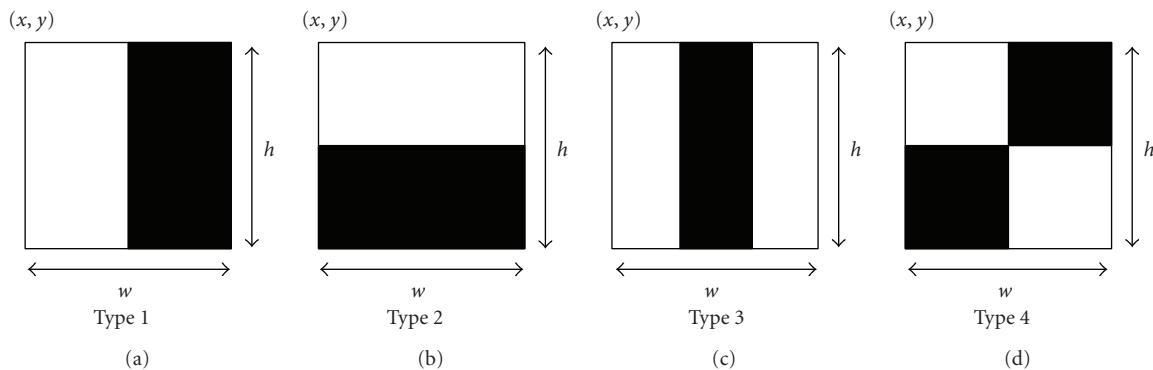 (x, y) (x, y) (x, y) (x, y)
h h h h
w w w w
Type 1 Type 2 Type 3 Type 4
(a) (b) (c) (d)